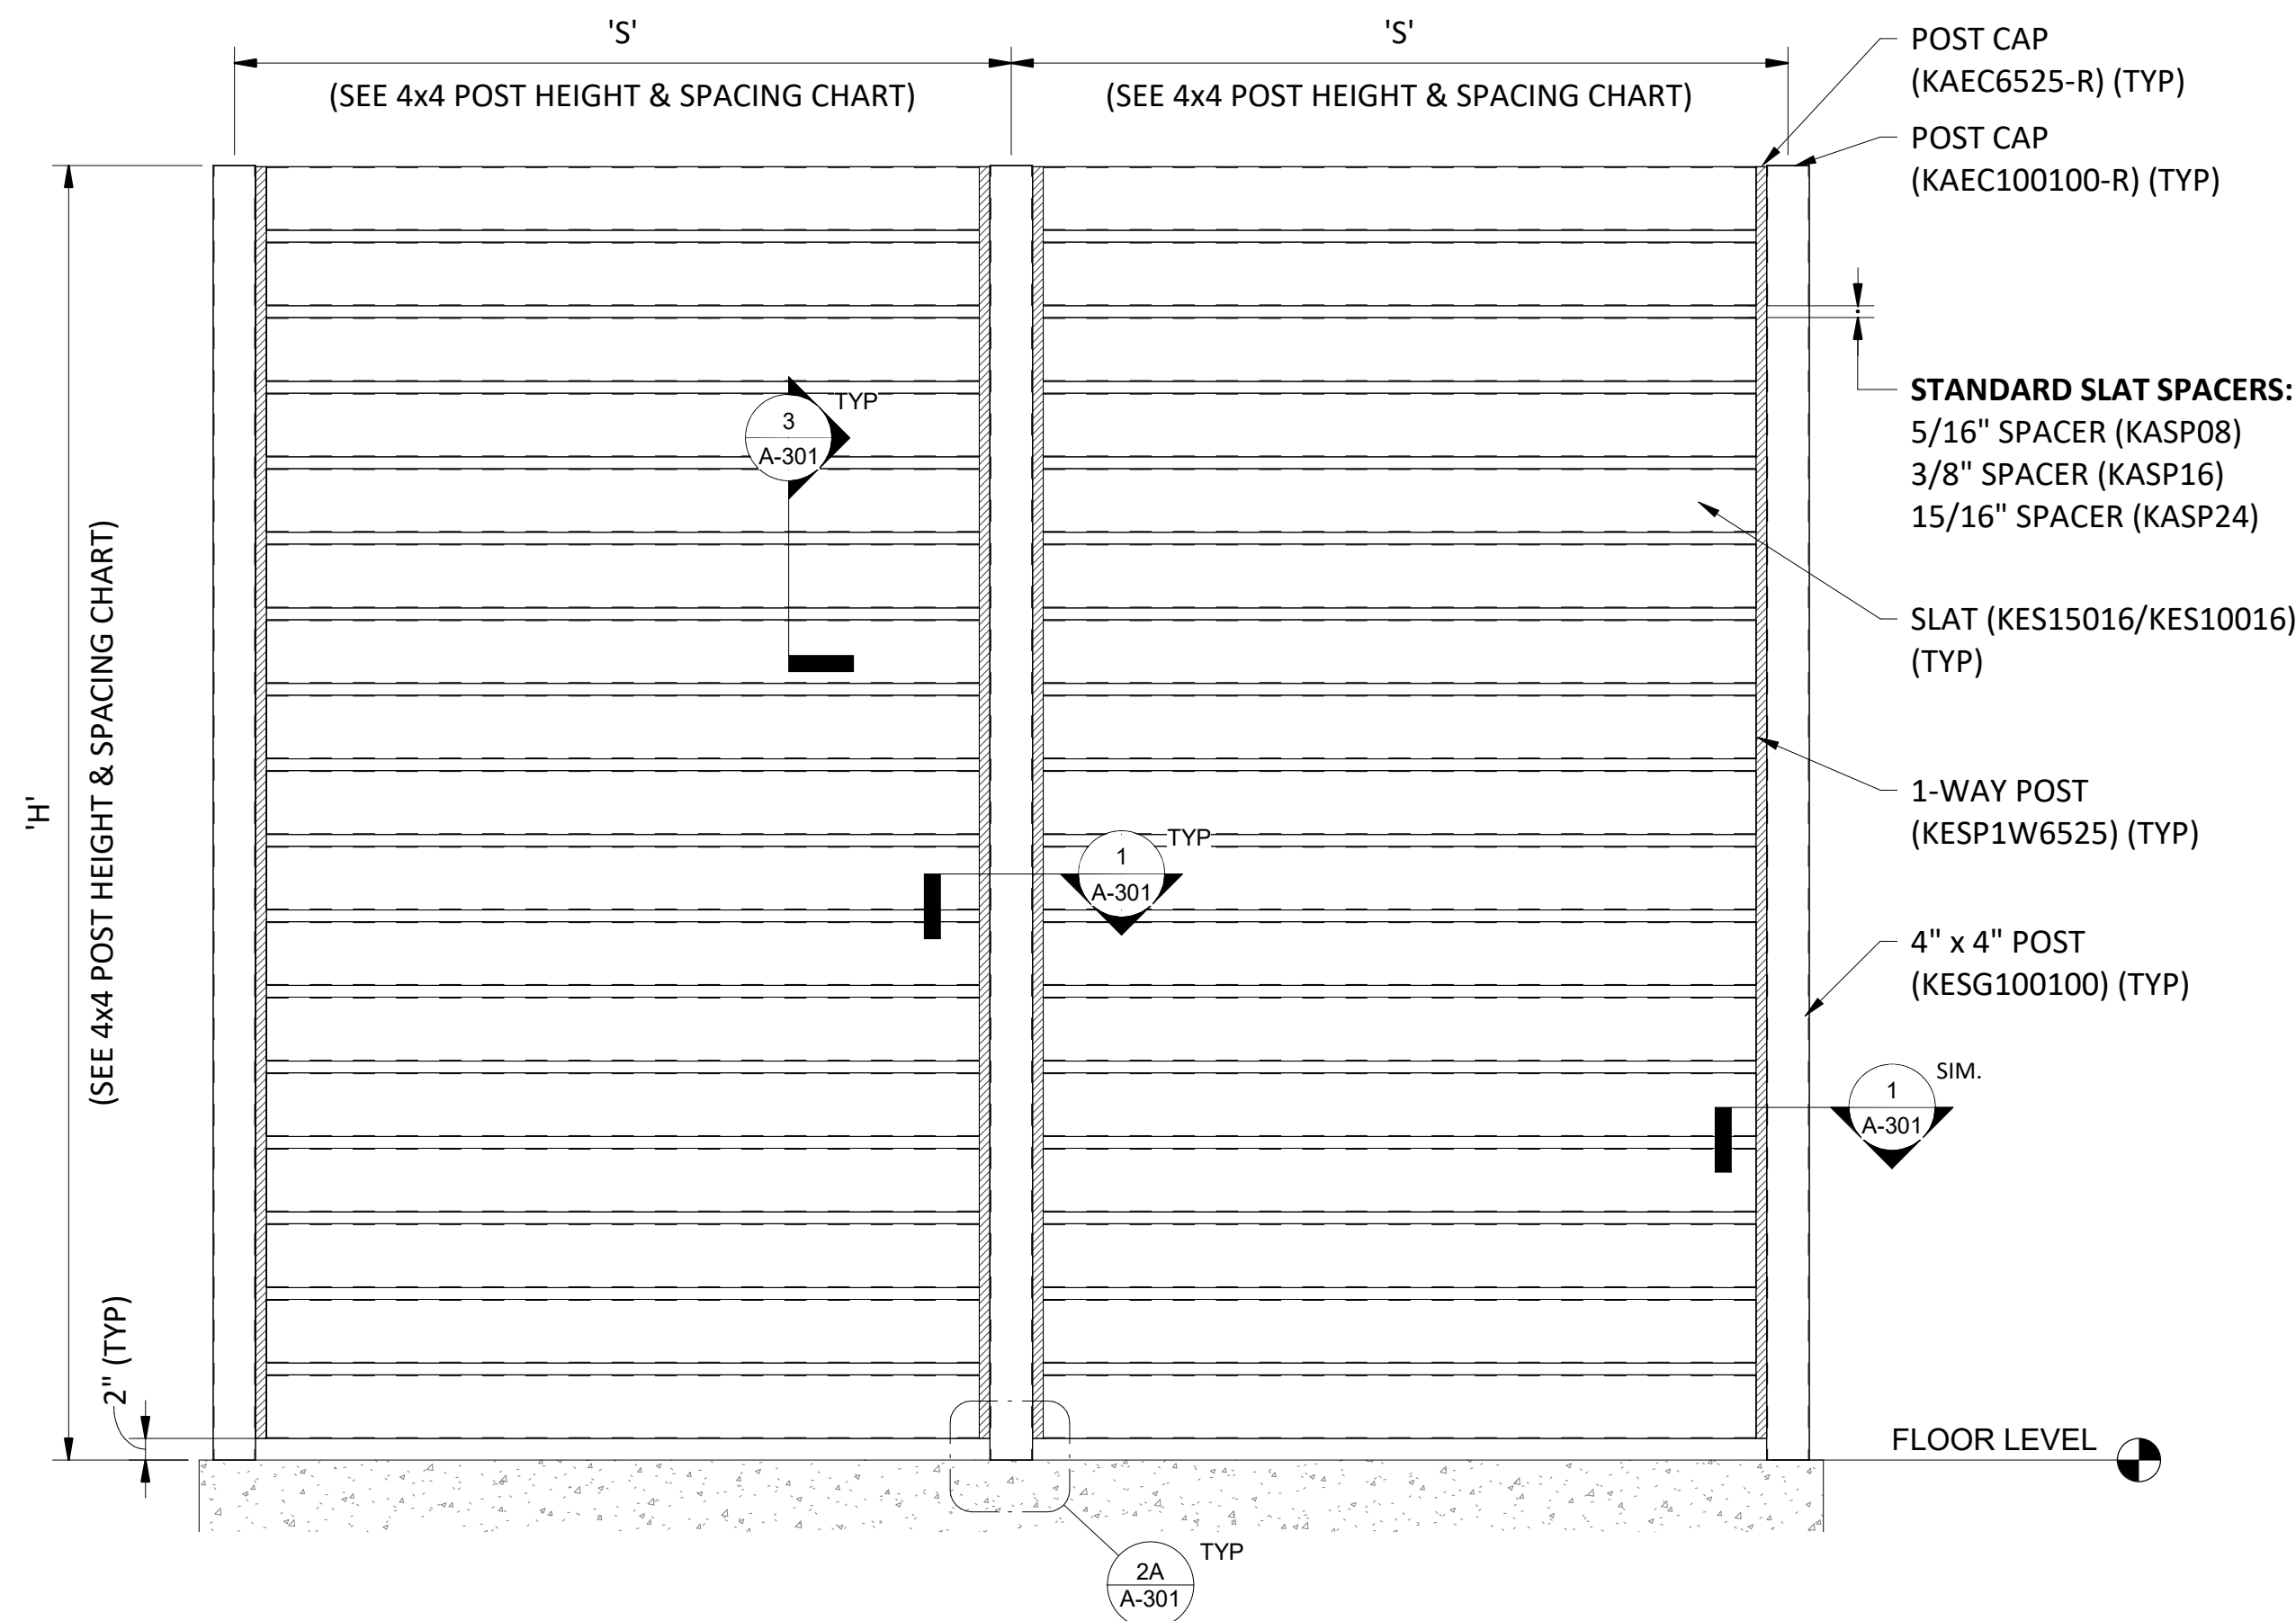 'S'
'S'
(SEE 4x4 POST HEIGHT & SPACING CHART)
(SEE 4x4 POST HEIGHT & SPACING CHART)
POST CAP
(KAEC6525-R) (TYP)
POST CAP
(KAEC100100-R) (TYP)
STANDARD SLAT SPACERS:
5/16" SPACER (KASP08)
3/8" SPACER (KASP16)
15/16" SPACER (KASP24)
SLAT (KES15016/KES10016)
(TYP)
1-WAY POST
(KESP1W6525) (TYP)
4" x 4" POST
(KESG100100) (TYP)
3
A-301
TYP
1
A-301
TYP
1
A-301
SIM.
'H'
(SEE 4x4 POST HEIGHT & SPACING CHART)
2" (TYP)
FLOOR LEVEL
2A
A-301
TYP